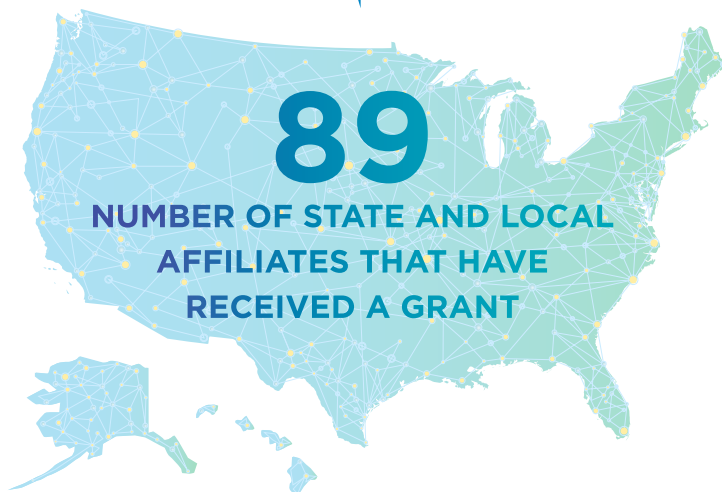 89
NUMBER OF STATE AND LOCAL
AFFILIATES THAT HAVE
RECEIVED A GRANT